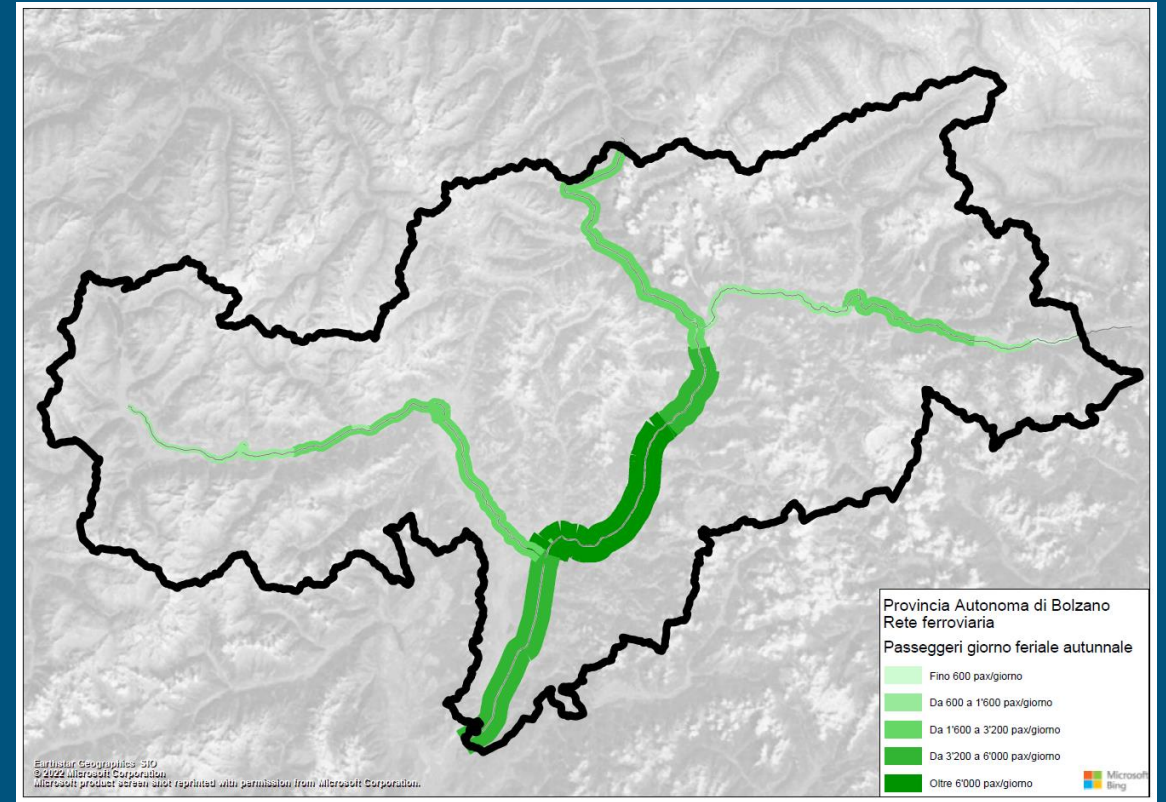 Provincia Autonoma di Bolzano
Rete ferroviaria
Passeggeri giorno feriale autunnale
Fino 600 pax/giorno
Da 600 a 1'600 pax/giorno
Da 1'600 a 3'200 pax/giorno
Da 3'200 a 6'000 pax/giorno
Oltre 6'000 pax/giorno
Microsoft
Bing
Earthstar Geographics SIO
© 2022 Microsoft Corporation
Microsoft product screen shot reprinted with permission from Microsoft Corporation.